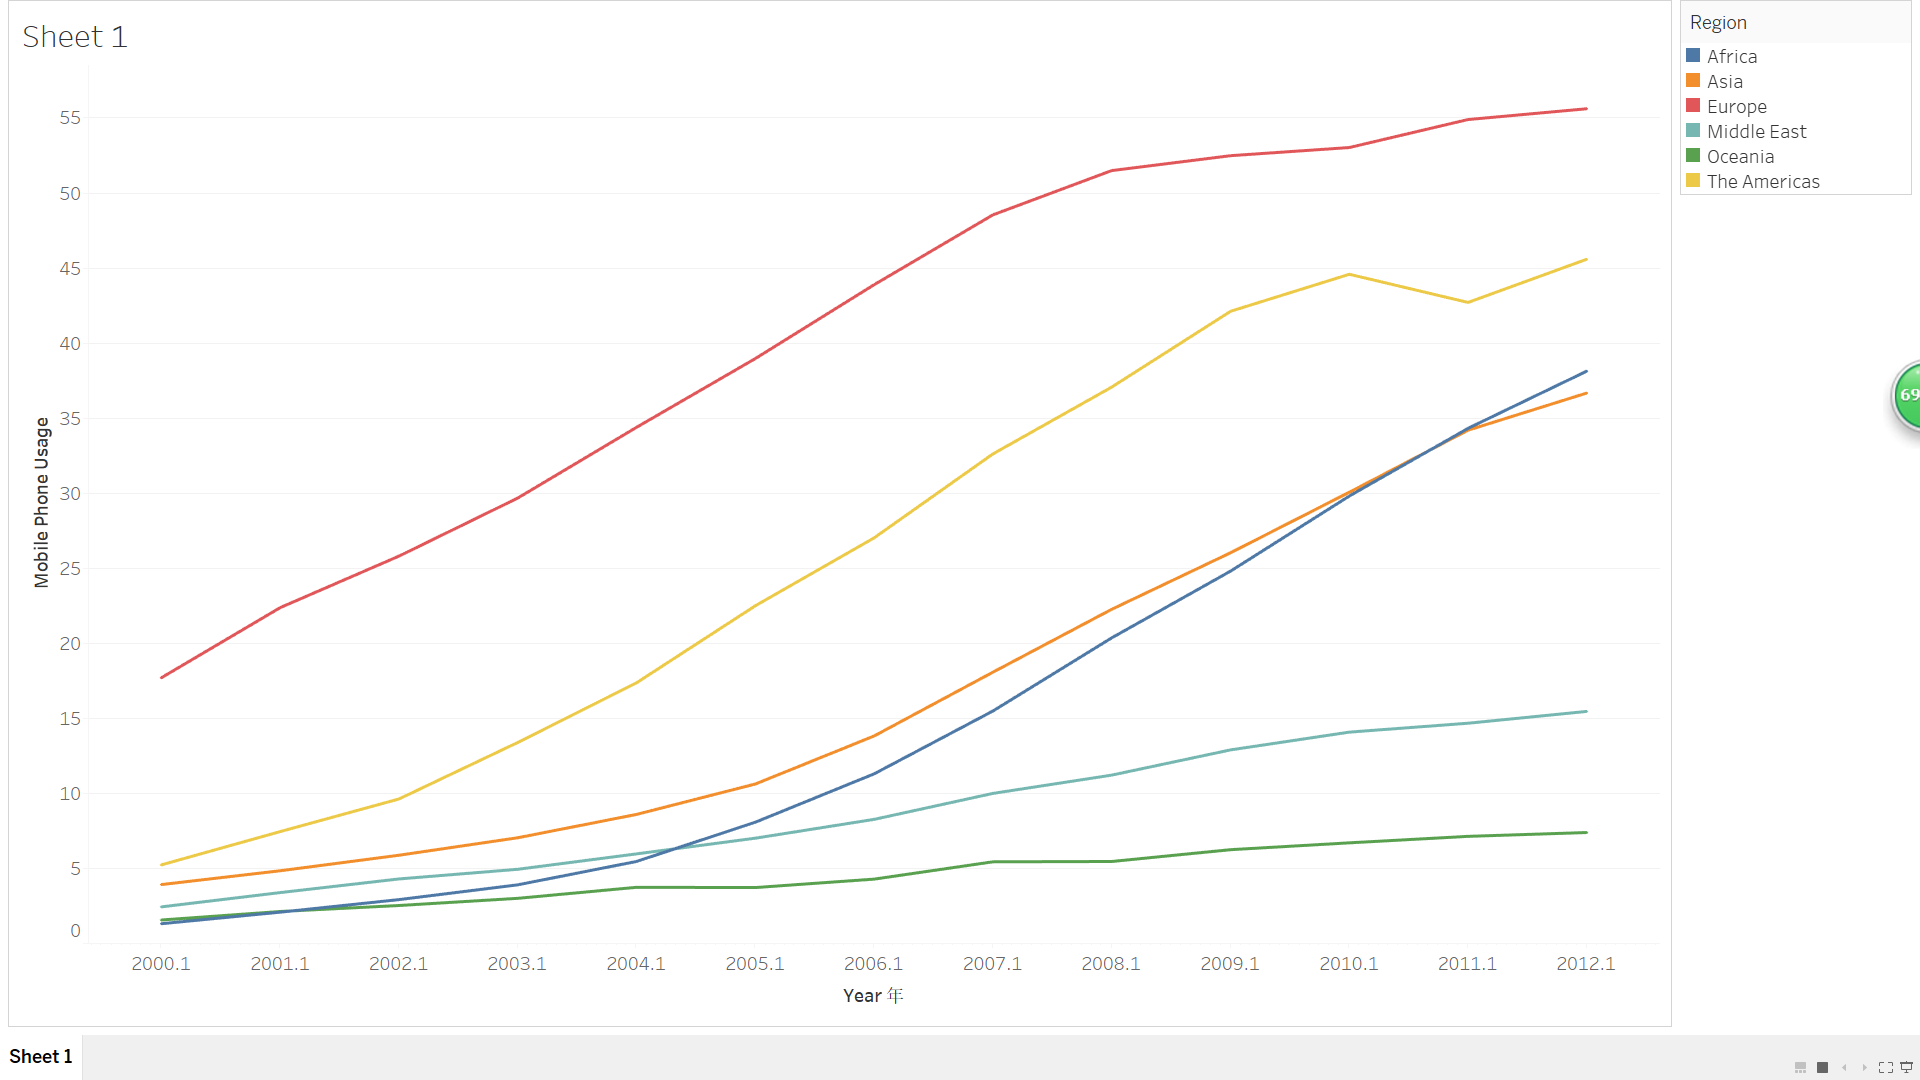 Sheet 1
Region
Africa
Asia
Europe
Middle East
Oceania
The Americas
Mobile Phone Usage
55
50
45
40
35
30
25
20
15
10
5
0
2000.1 2001.1 2002.1 2003.1 2004.1 2005.1 2006.1 2007.1 2008.1 2009.1 2010.1 2011.1 2012.1
Year 年
69
Sheet 1